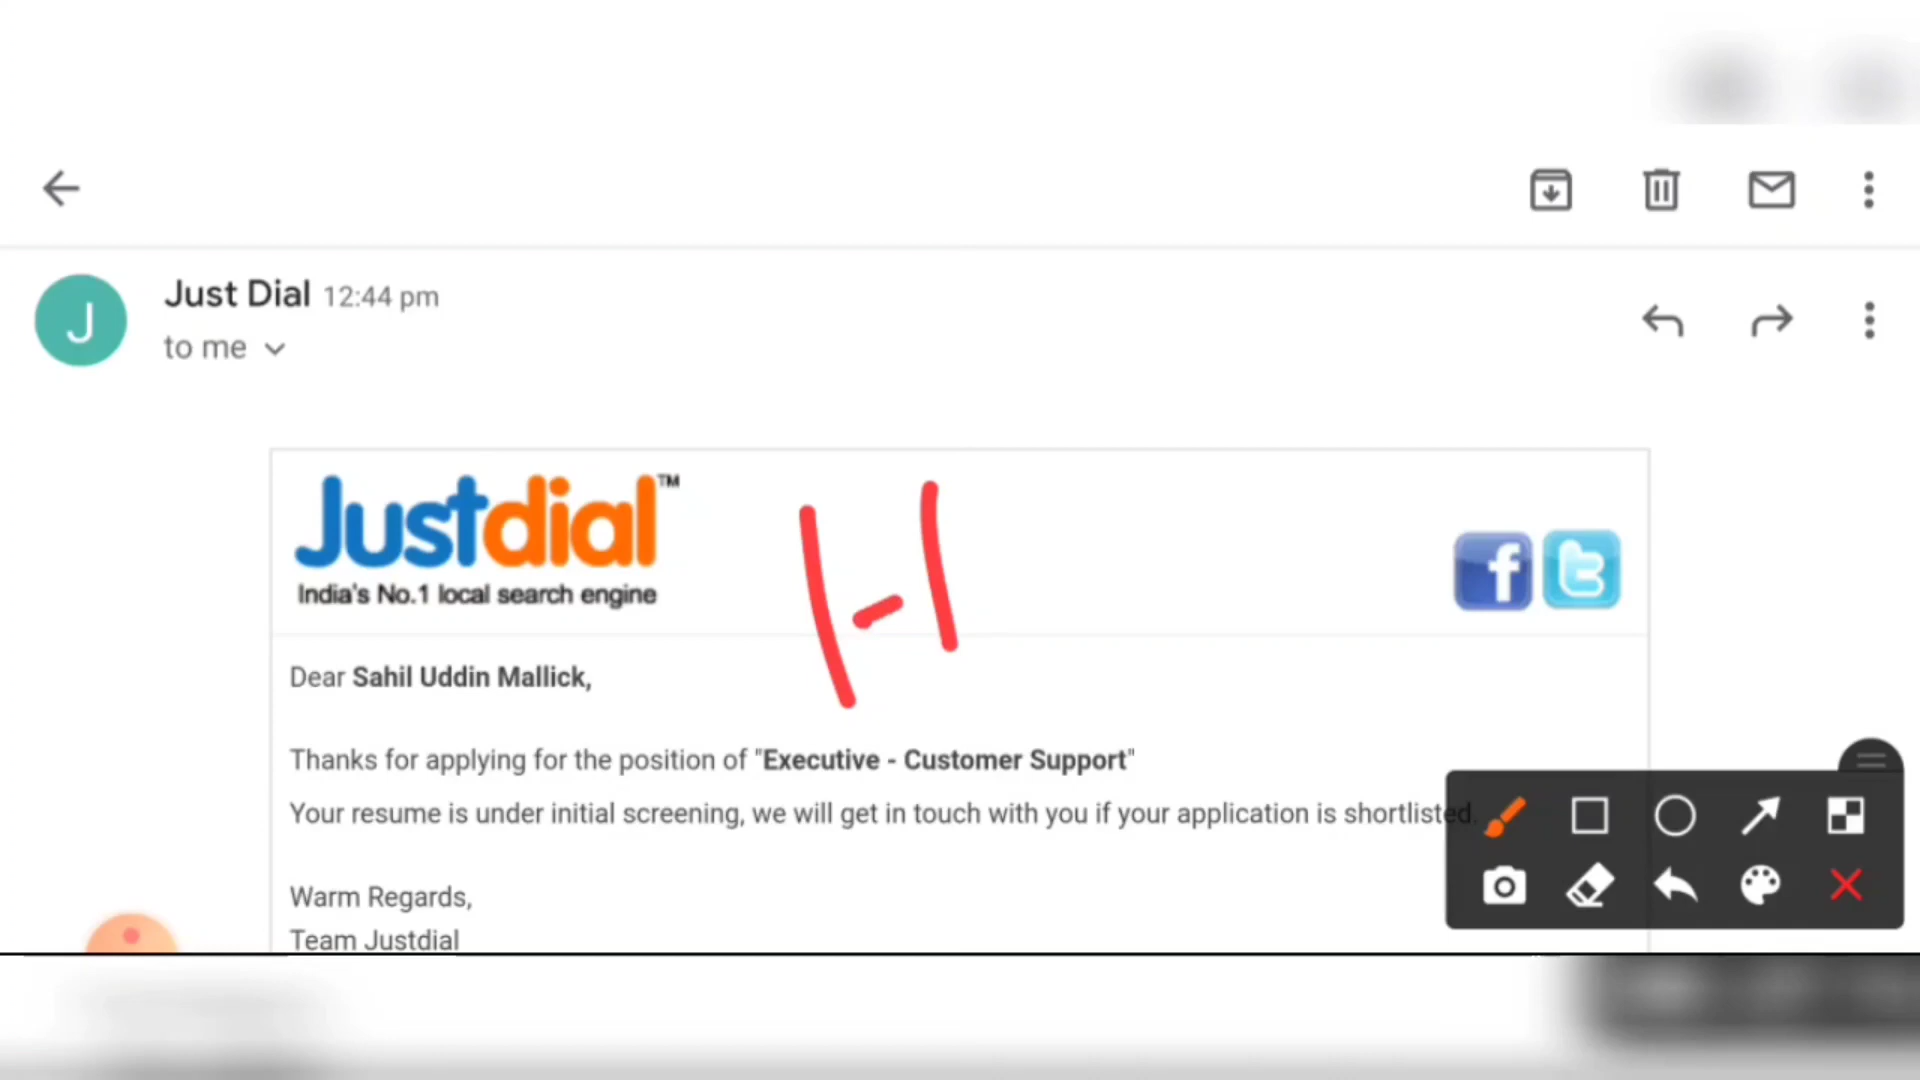 Just Dial 12:44 pm
J
to me
Justdial™
India's No.1 local search engine
1-1
f t
Dear Sahil Uddin Mallick,
Thanks for applying for the position of "Executive - Customer Support"
Your resume is under initial screening, we will get in touch with you if your application is shortlisted.
Warm Regards,
Team Justdial